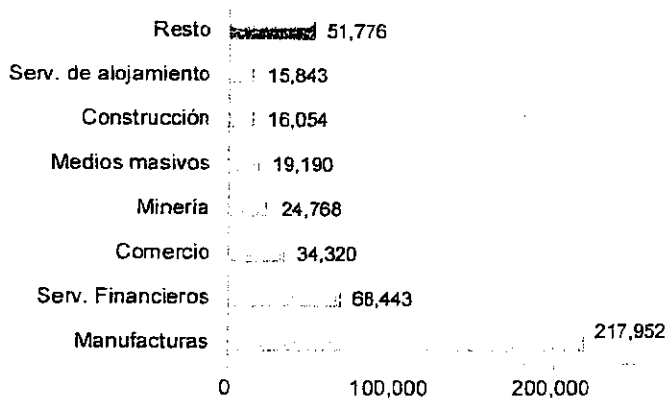 Resto 51,776
Serv. de alojamiento 15,843
Construcción 16,054
Medios masivos 19,190
Minería 24,768
Comercio 34,320
Serv. Financieros 68,443
Manufacturas 217,952
0 100,000 200,000